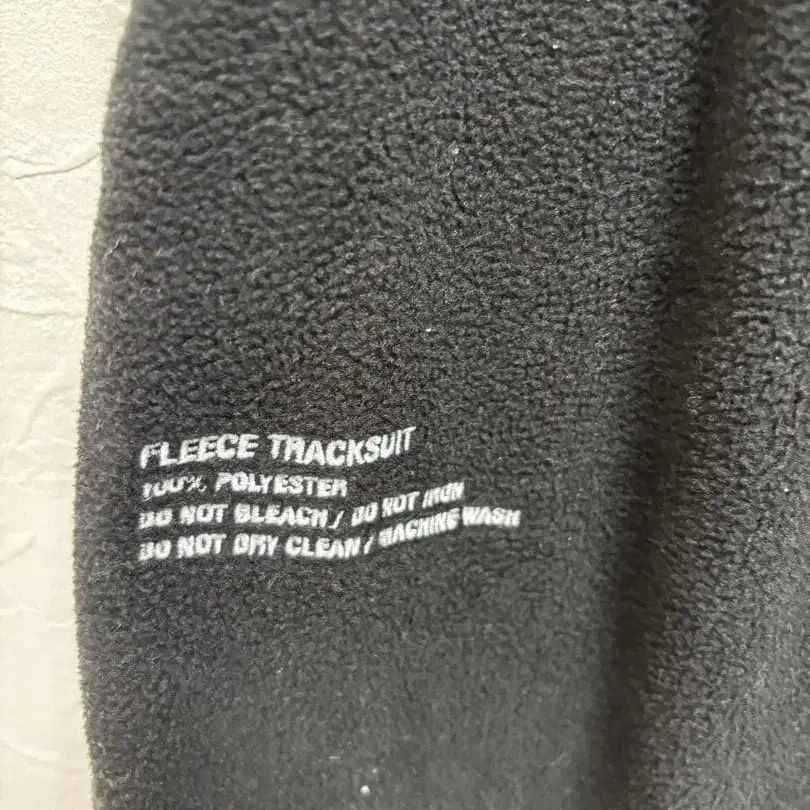 FLEECE TRACKSUIT
100% POLYESTER
DO NOT BLEACH / DO NOT IRON
DO NOT DRY CLEAN / MACHINE WASH